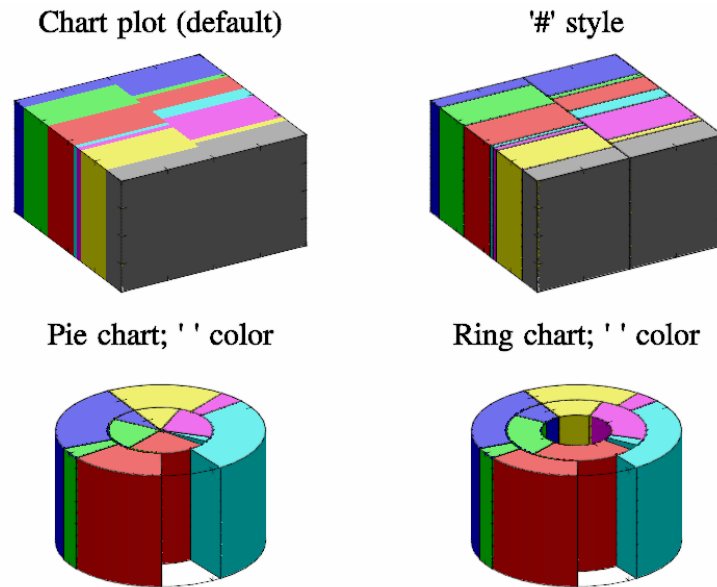 Chart plot (default)
'#' style
Pie chart; ' ' color
Ring chart; ' ' color